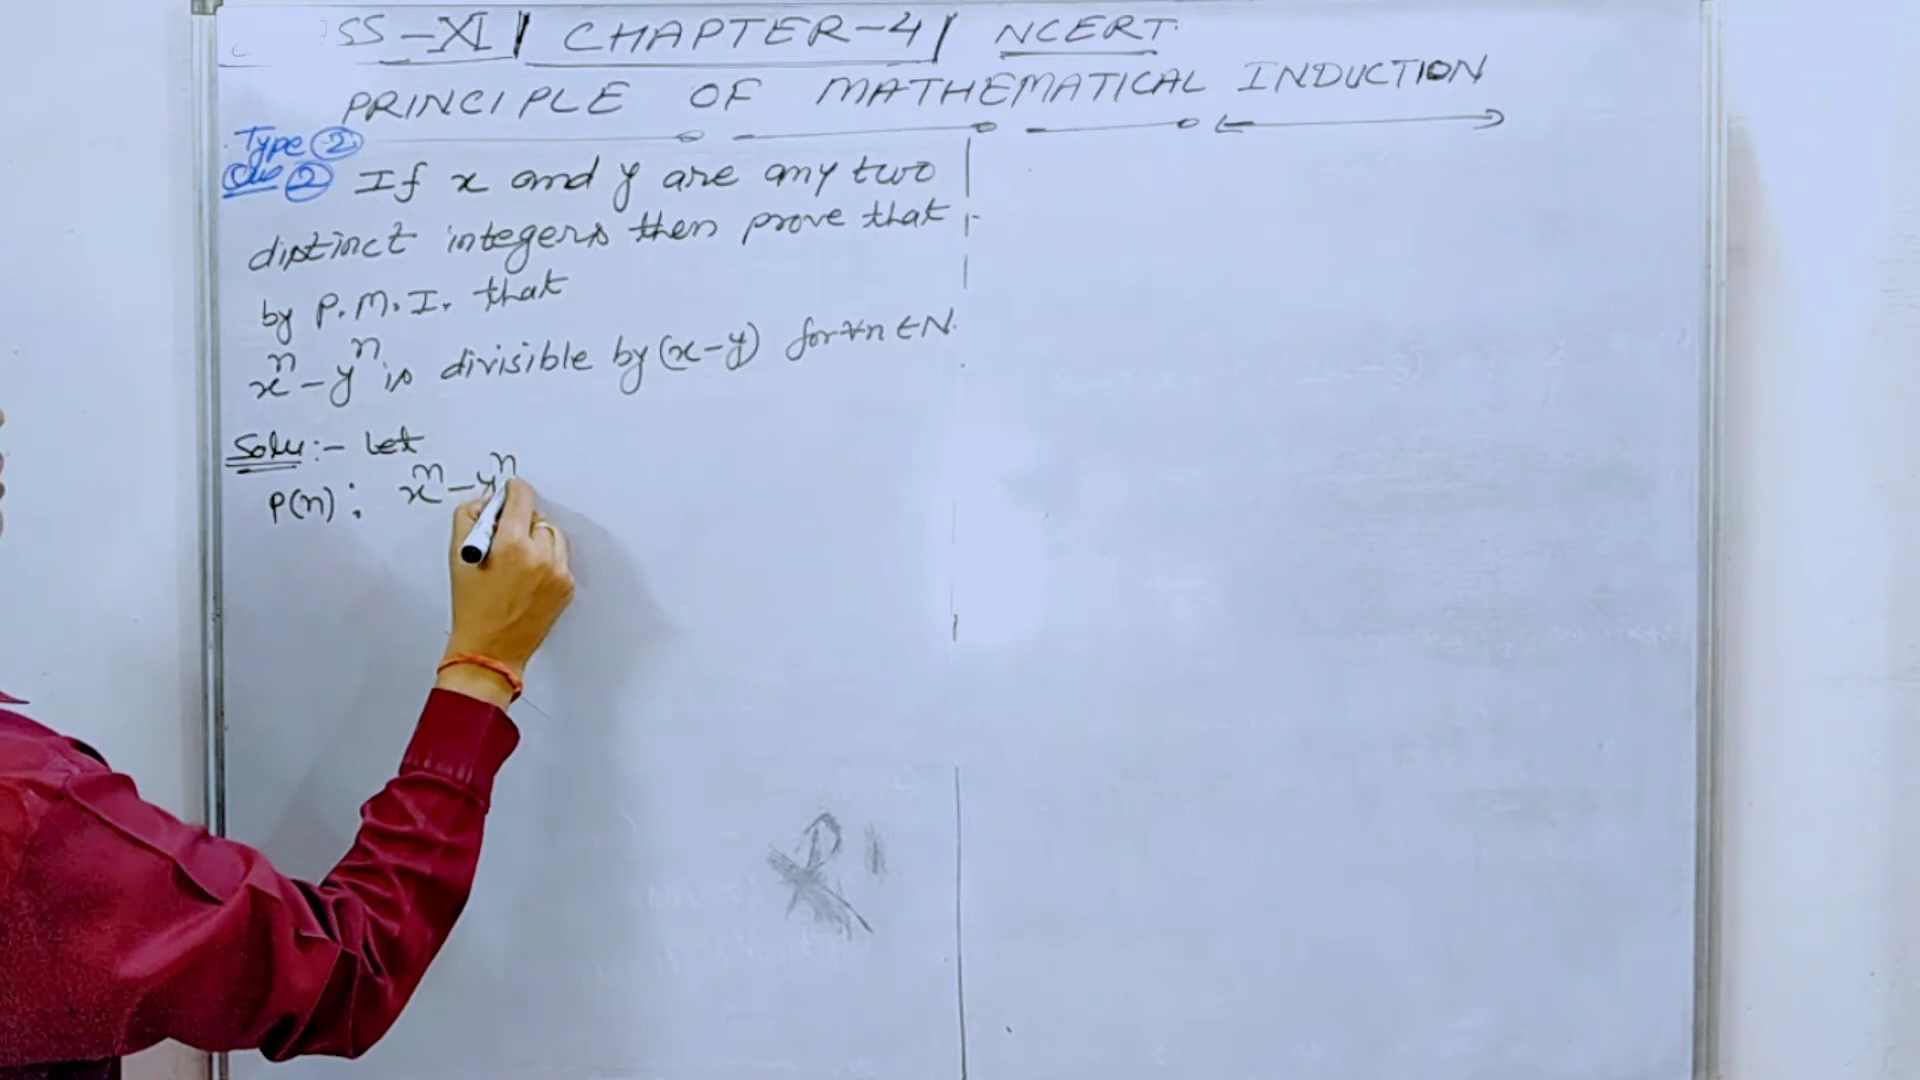 SS-XI | CHAPTER-4 | NCERT
PRINCIPLE OF MATHEMATICAL INDUCTION
Type ②
Que ② If x and y are any two
distinct integers then prove that
by P.M.I. that
xⁿ - yⁿ is divisible by (x-y) for ∀n ∈ N.
Solu:- Let
P(n) : xⁿ - yⁿ